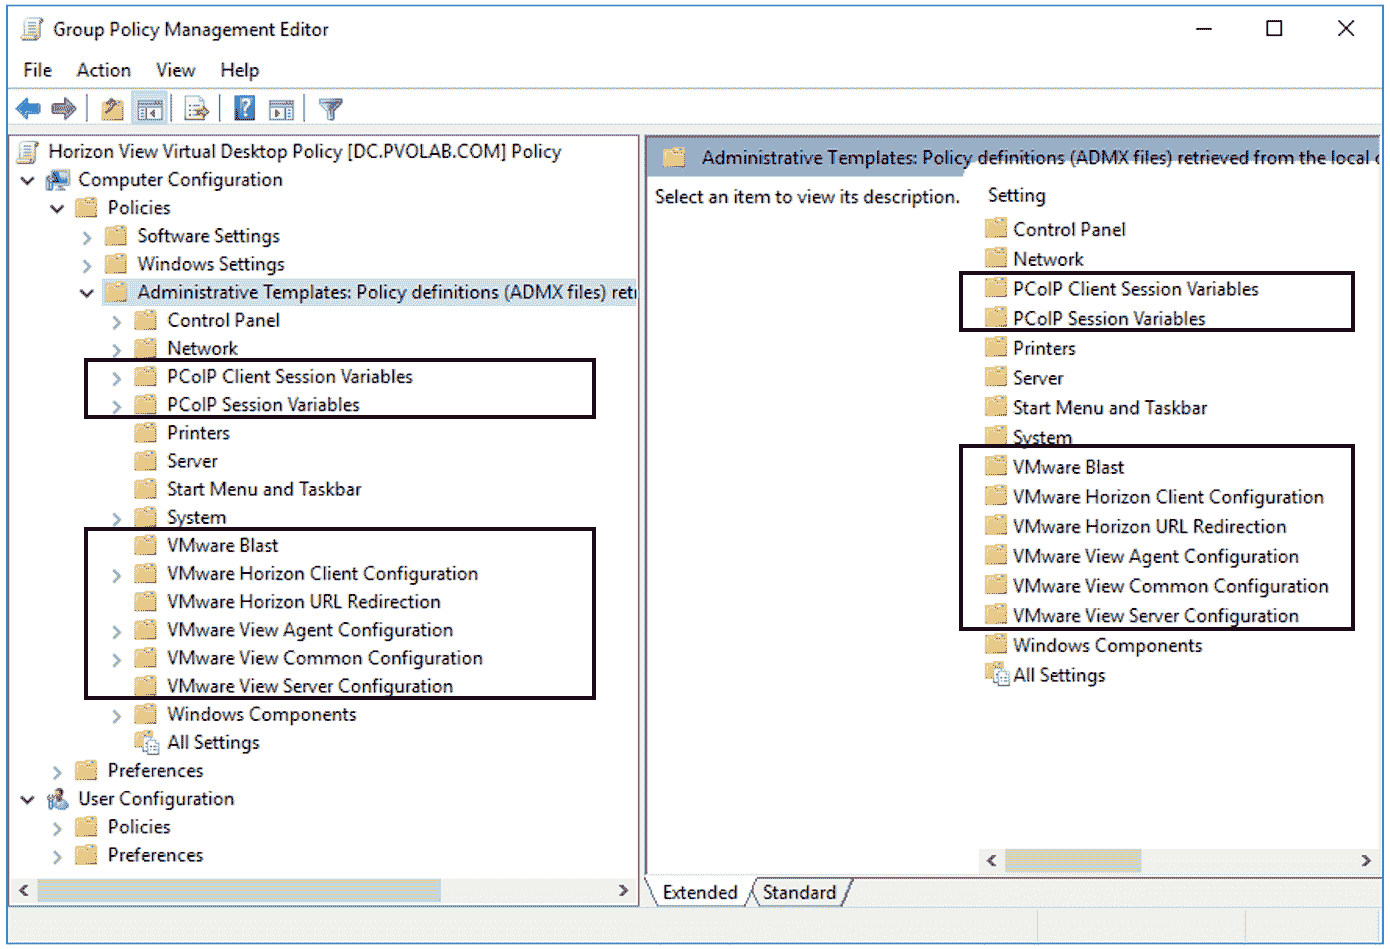 Group Policy Management Editor
File Action View Help
Horizon View Virtual Desktop Policy [DC.PVOLAB.COM] Policy
Computer Configuration
Policies
Software Settings
Windows Settings
Administrative Templates: Policy definitions (ADMX files) retr
Control Panel
Network
PCoIP Client Session Variables
PCoIP Session Variables
Printers
Server
Start Menu and Taskbar
System
VMware Blast
VMware Horizon Client Configuration
VMware Horizon URL Redirection
VMware View Agent Configuration
VMware View Common Configuration
VMware View Server Configuration
Windows Components
All Settings
Preferences
User Configuration
Policies
Preferences
Administrative Templates: Policy definitions (ADMX files) retrieved from the local
Select an item to view its description.
Setting
Control Panel
Network
PCoIP Client Session Variables
PCoIP Session Variables
Printers
Server
Start Menu and Taskbar
System
VMware Blast
VMware Horizon Client Configuration
VMware Horizon URL Redirection
VMware View Agent Configuration
VMware View Common Configuration
VMware View Server Configuration
Windows Components
All Settings
Extended Standard